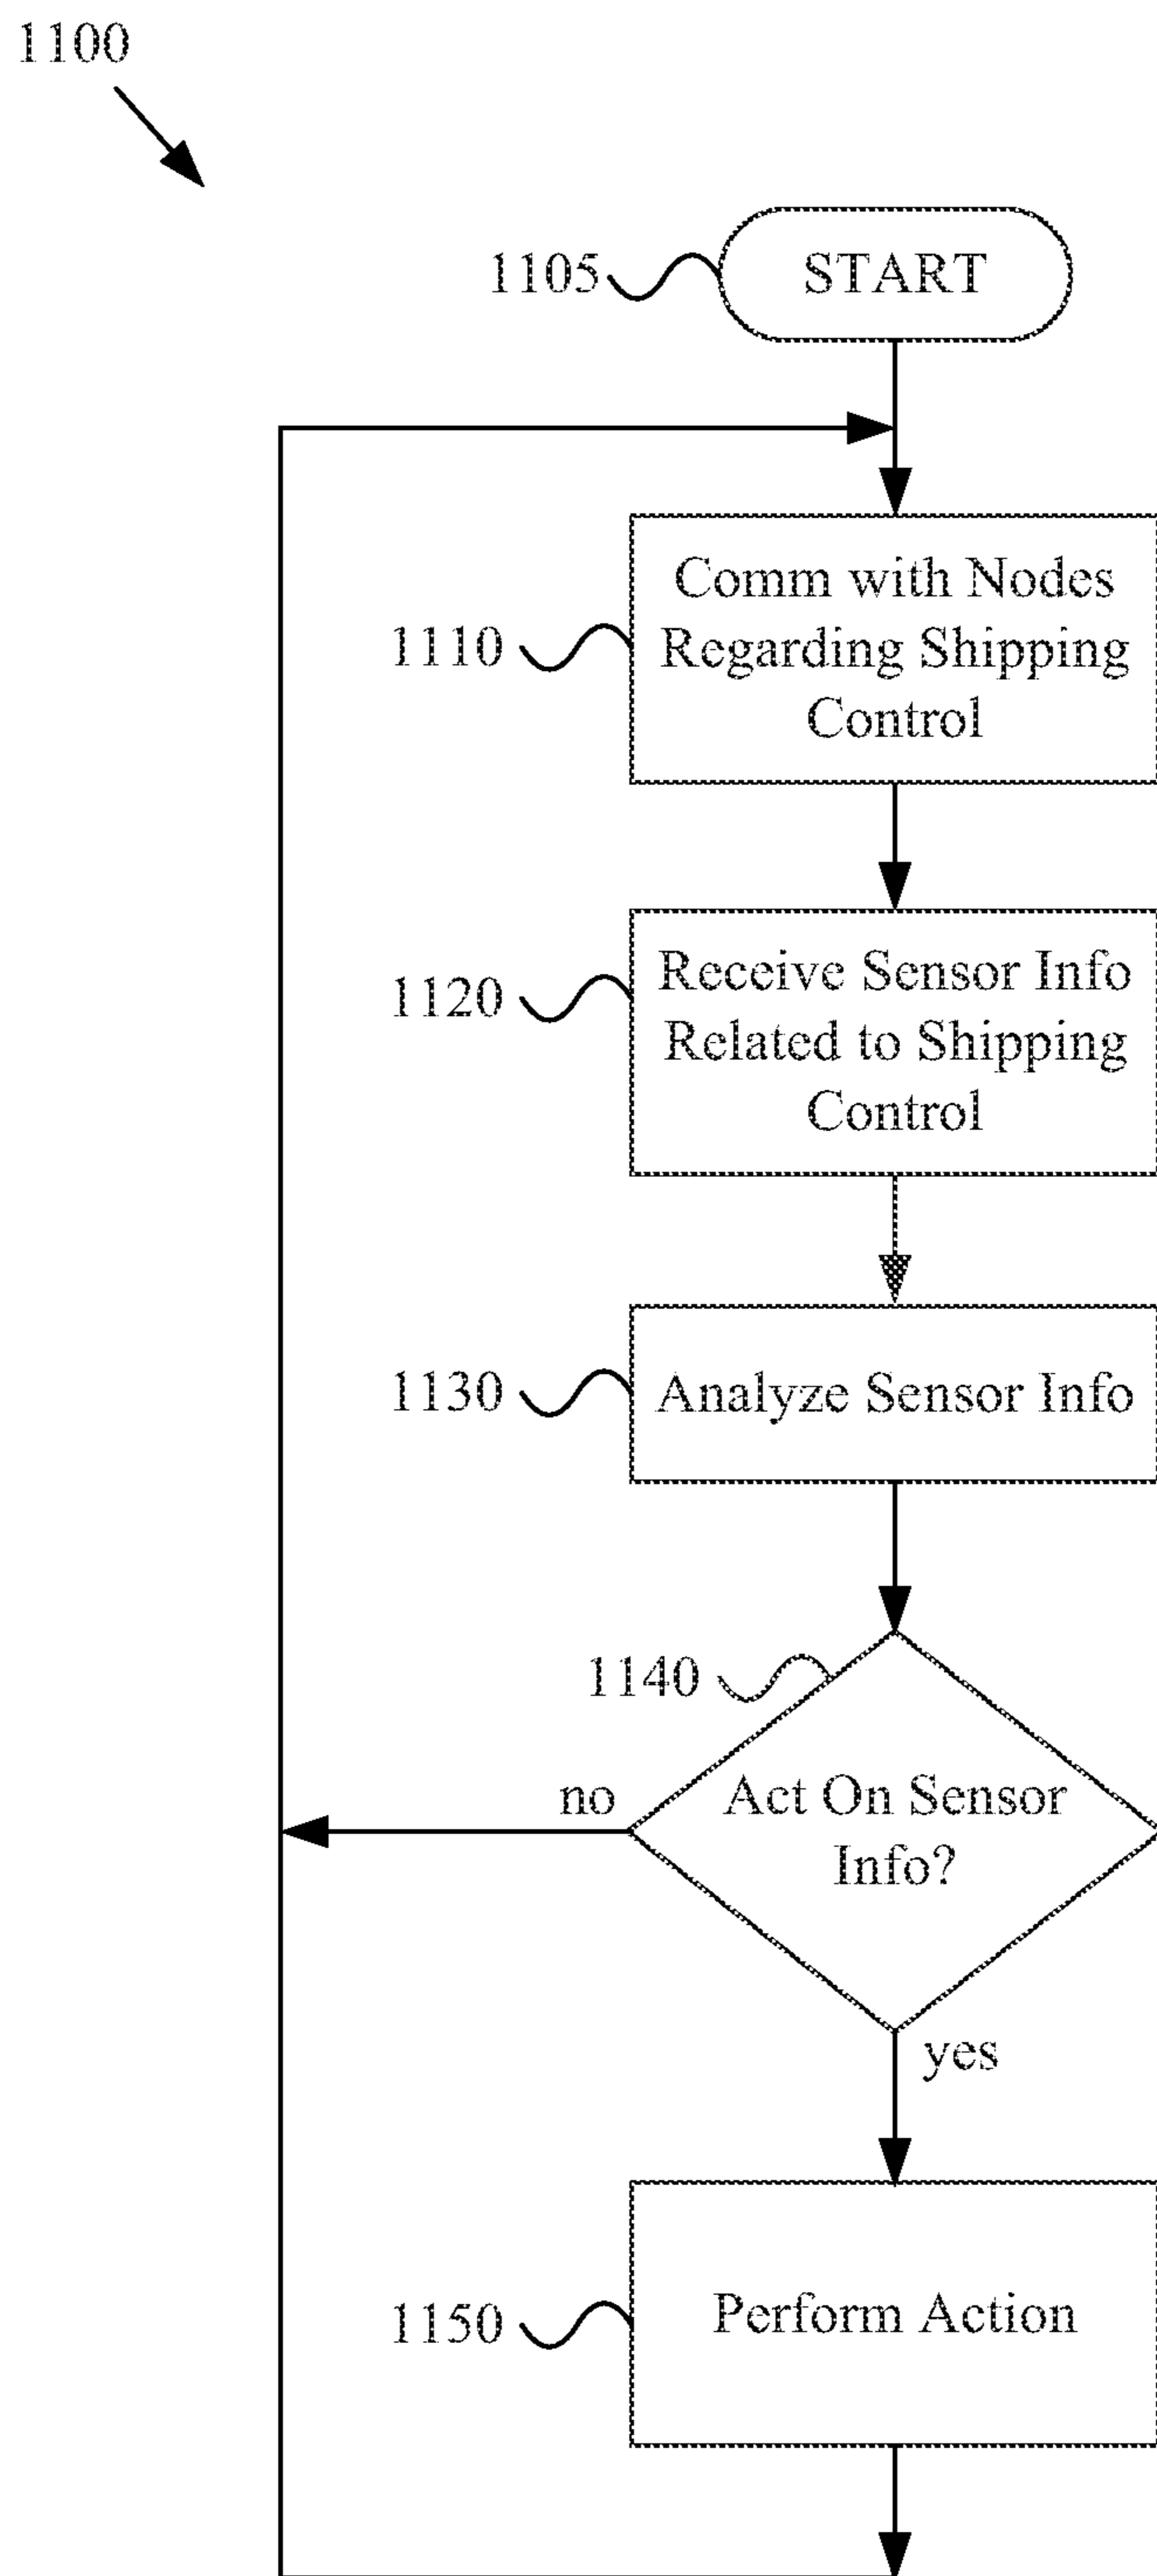 1100
1105
START
1110
Comm with Nodes
Regarding Shipping
Control
1120
Receive Sensor Info
Related to Shipping
Control
1130
Analyze Sensor Info
1140
no
Act On Sensor
Info?
yes
1150
Perform Action